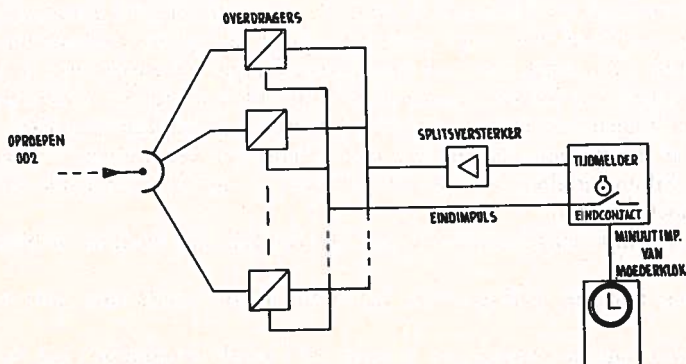 OVERDRAGERS
OPROEPEN
002
SPLITSVERSTERKER
TIJDMELDER
EINDCONTACT
EINDIMPULS
MINUUTIMP.
VAN
MOEDERKLOK